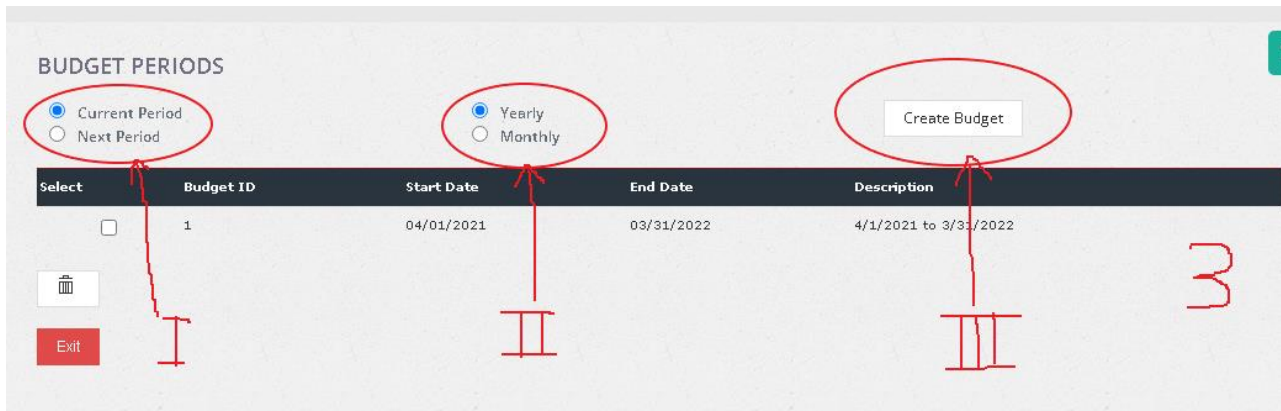 BUDGET PERIODS
Current Period Yearly Create Budget
Next Period Monthly
Select Budget ID Start Date End Date Description
1 04/01/2021 03/31/2022 4/1/2021 to 3/31/2022
3
Exit I II III